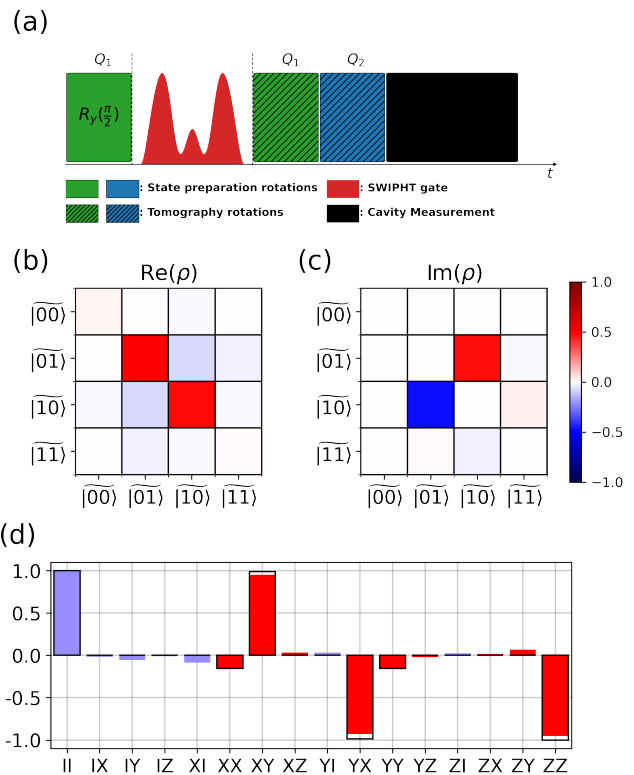 (a)
Q₁ Q₁ Q₂
R_y(π/2)
t
: State preparation rotations : SWIPHT gate
: Tomography rotations : Cavity Measurement
(b) (c)
Re(ρ) Im(ρ)
|00⟩ |00⟩ 1.0
|01⟩ |01⟩ 0.5
0.0
|10⟩ |10⟩ −0.5
|11⟩ |11⟩ −1.0
|00⟩ |01⟩ |10⟩ |11⟩ |00⟩ |01⟩ |10⟩ |11⟩
(d)
1.0
0.5
0.0
-0.5
-1.0
II IX IY IZ XI XX XY XZ YI YX YY YZ ZI ZX ZY ZZ